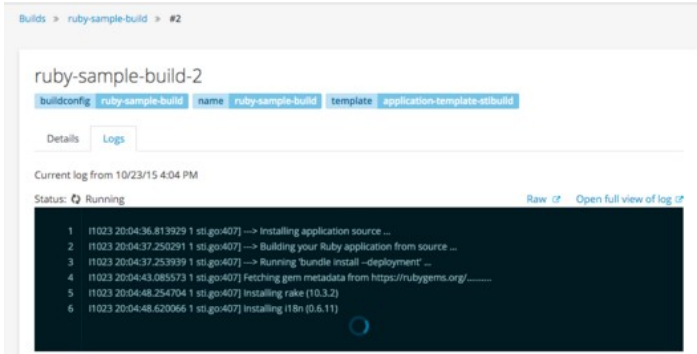 Builds » ruby-sample-build » #2
ruby-sample-build-2
buildconfig ruby-sample-build name ruby-sample-build template application-template-stibuild
Details Logs
Current log from 10/23/15 4:04 PM
Status: Running Raw Open full view of log
1 I1023 20:04:36.813929 1 sti.go:407] ---> Installing application source ...
2 I1023 20:04:37.250291 1 sti.go:407] ---> Building your Ruby application from source ...
3 I1023 20:04:37.253939 1 sti.go:407] ---> Running 'bundle install --deployment' ...
4 I1023 20:04:43.085573 1 sti.go:407] Fetching gem metadata from https://rubygems.org/..........
5 I1023 20:04:48.254704 1 sti.go:407] Installing rake (10.3.2)
6 I1023 20:04:48.620066 1 sti.go:407] Installing i18n (0.6.11)